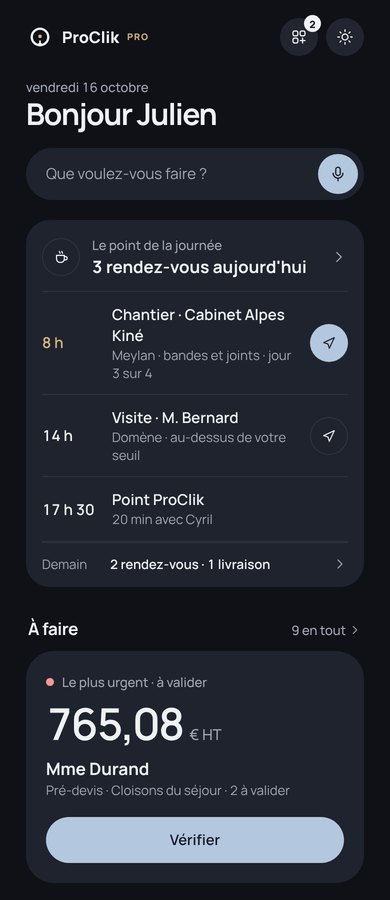 ProClik PRO
2
vendredi 16 octobre
Bonjour Julien
Que voulez-vous faire ?
Le point de la journée
3 rendez-vous aujourd'hui
8 h
Chantier · Cabinet Alpes
Kiné
Meylan · bandes et joints · jour
3 sur 4
14 h
Visite · M. Bernard
Domène · au-dessus de votre
seuil
17 h 30
Point ProClik
20 min avec Cyril
Demain 2 rendez-vous · 1 livraison
À faire
9 en tout
Le plus urgent · à valider
765,08 € HT
Mme Durand
Pré-devis · Cloisons du séjour · 2 à valider
Vérifier